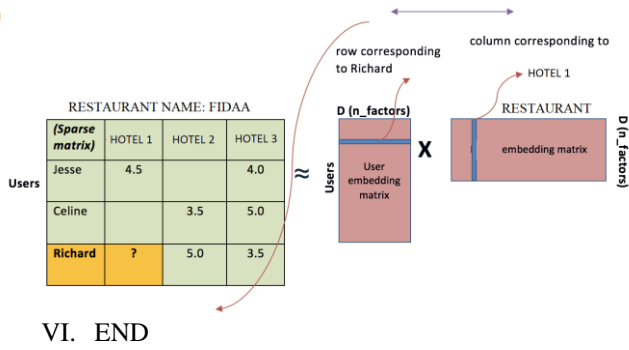 row corresponding
to Richard
column corresponding to
HOTEL 1
RESTAURANT NAME: FIDAA
(Sparse
matrix)
HOTEL 1
HOTEL 2
HOTEL 3
Users
Jesse
4.5
4.0
Celine
3.5
5.0
Richard
?
5.0
3.5
≈
D (n_factors)
Users
User
embedding
matrix
X
RESTAURANT
embedding matrix
D (n_factors)
VI. END